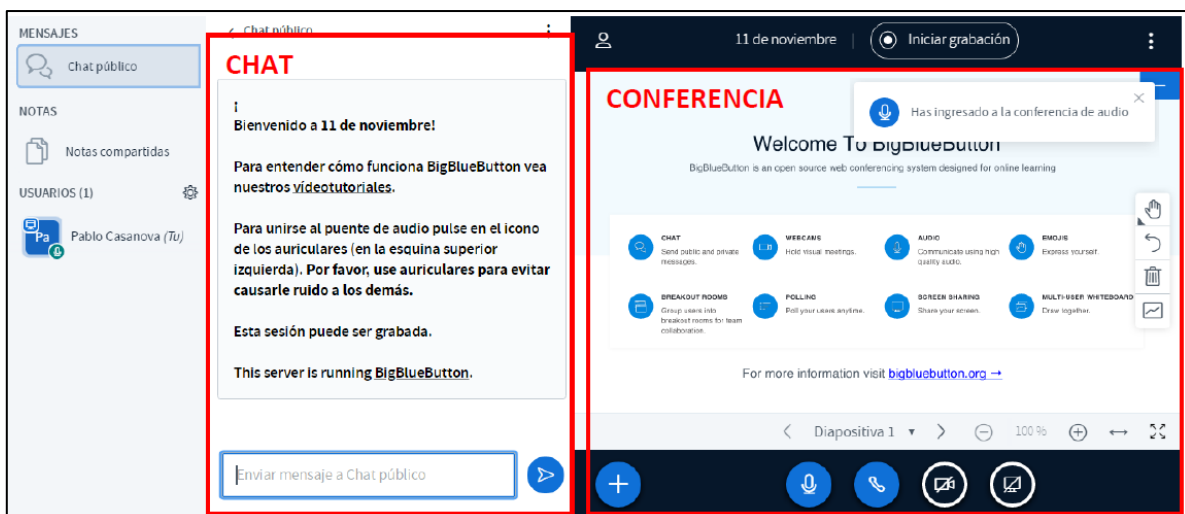 MENSAJES
Chat público
NOTAS
Notas compartidas
USUARIOS (1)
Pa
Pablo Casanova (Tu)
Chat público
CHAT
¡
Bienvenido a 11 de noviembre!
Para entender cómo funciona BigBlueButton vea
nuestros vídeotutoriales.
Para unirse al puente de audio pulse en el icono
de los auriculares (en la esquina superior
izquierda). Por favor, use auriculares para evitar
causarle ruido a los demás.
Esta sesión puede ser grabada.
This server is running BigBlueButton.
Enviar mensaje a Chat público
11 de noviembre
Iniciar grabación
CONFERENCIA
Has ingresado a la conferencia de audio
Welcome To BigBlueButton
BigBlueButton is an open source web conferencing system designed for online learning
CHAT
Send public and private
messages.
WEBCAMS
Hold visual meetings.
AUDIO
Communicate using high
quality audio.
EMOJIS
Express yourself.
BREAKOUT ROOMS
Group users into
breakout rooms for team
collaboration.
POLLING
Poll your users anytime.
SCREEN SHARING
Share your screen.
MULTI-USER WHITEBOARD
Draw together.
For more information visit bigbluebutton.org →
Diapositiva 1
100 %